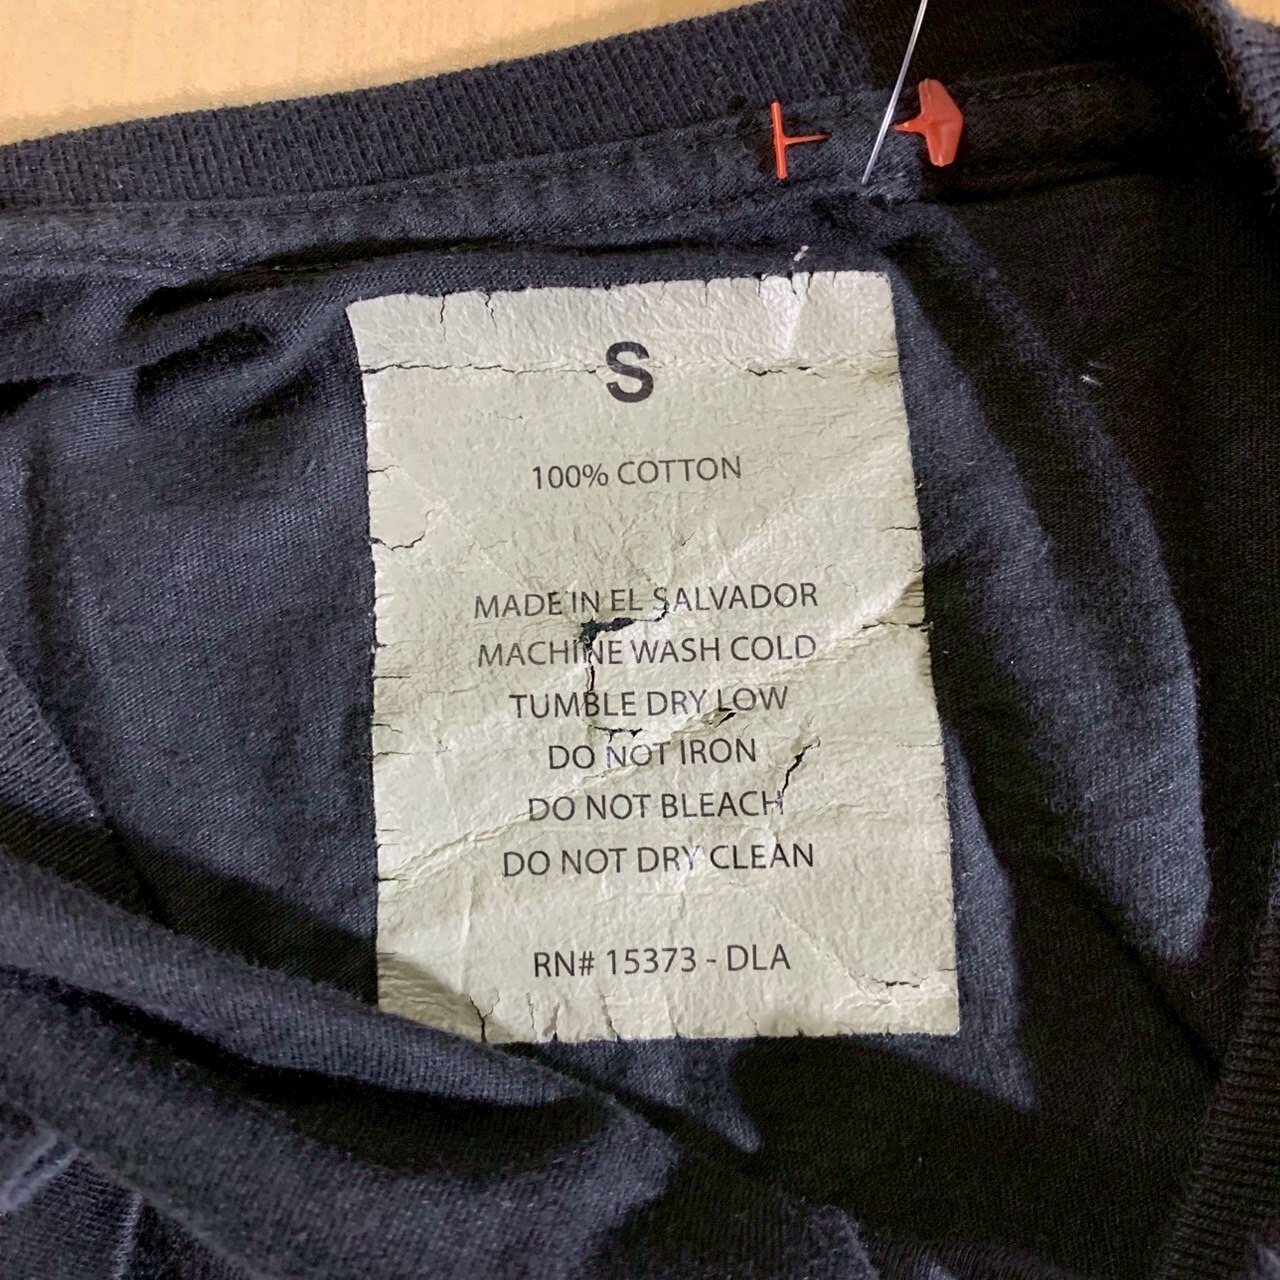 S
100% COTTON
MADE IN EL SALVADOR
MACHINE WASH COLD
TUMBLE DRY LOW
DO NOT IRON
DO NOT BLEACH
DO NOT DRY CLEAN
RN# 15373 - DLA